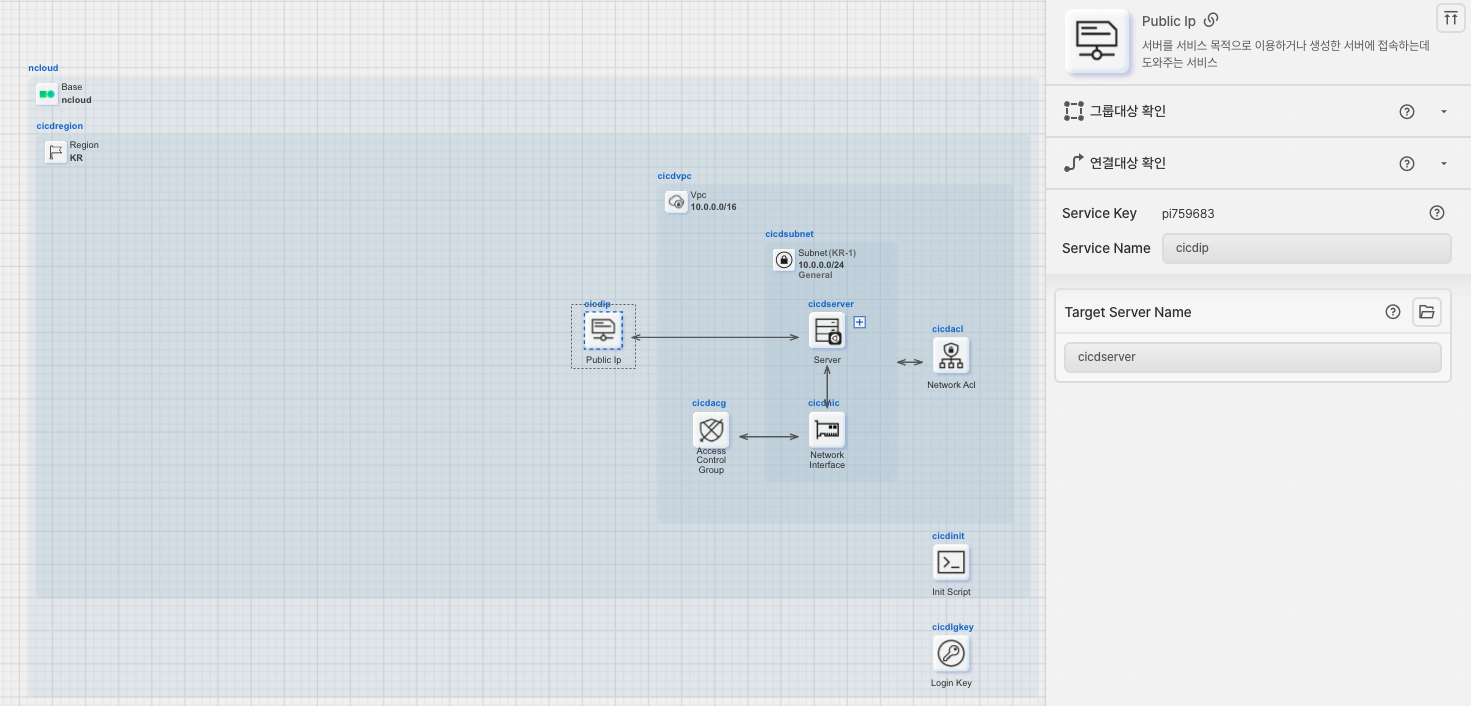 ncloud
Base
ncloud
cicdregion
Region
KR
cicdvpc
Vpc
10.0.0.0/16
cicdsubnet
Subnet(KR-1)
10.0.0.0/24
General
cicdip
Public Ip
cicdserver
Server
cicdacl
Network Acl
cicdacg
Access
Control
Group
cicdnic
Network
Interface
cicdinit
Init Script
cicdlgkey
Login Key
Public Ip
서버를 서비스 목적으로 이용하거나 생성한 서버에 접속하는데
도와주는 서비스
그룹대상 확인
연결대상 확인
Service Key pi759683
Service Name cicdip
Target Server Name
cicdserver